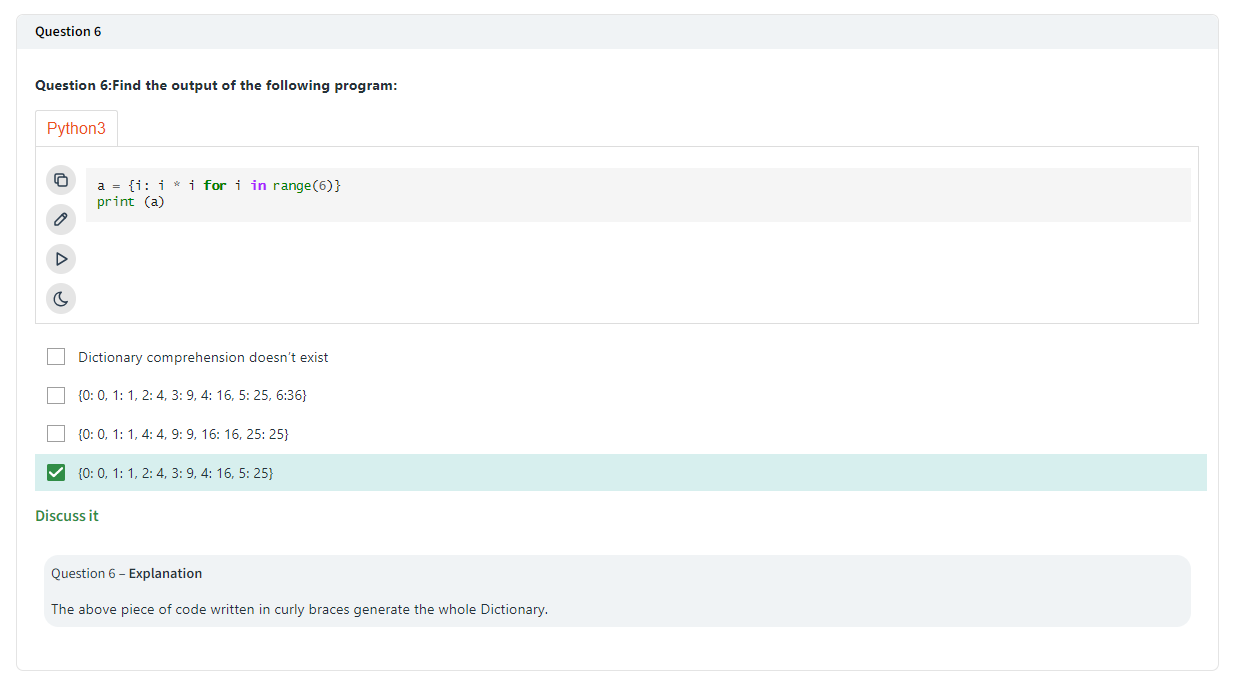 Question 6
Question 6:Find the output of the following program:
Python3
a = {i: i * i for i in range(6)}
print (a)
Dictionary comprehension doesn’t exist
{0: 0, 1: 1, 2: 4, 3: 9, 4: 16, 5: 25, 6:36}
{0: 0, 1: 1, 4: 4, 9: 9, 16: 16, 25: 25}
{0: 0, 1: 1, 2: 4, 3: 9, 4: 16, 5: 25}
Discuss it
Question 6 – Explanation
The above piece of code written in curly braces generate the whole Dictionary.